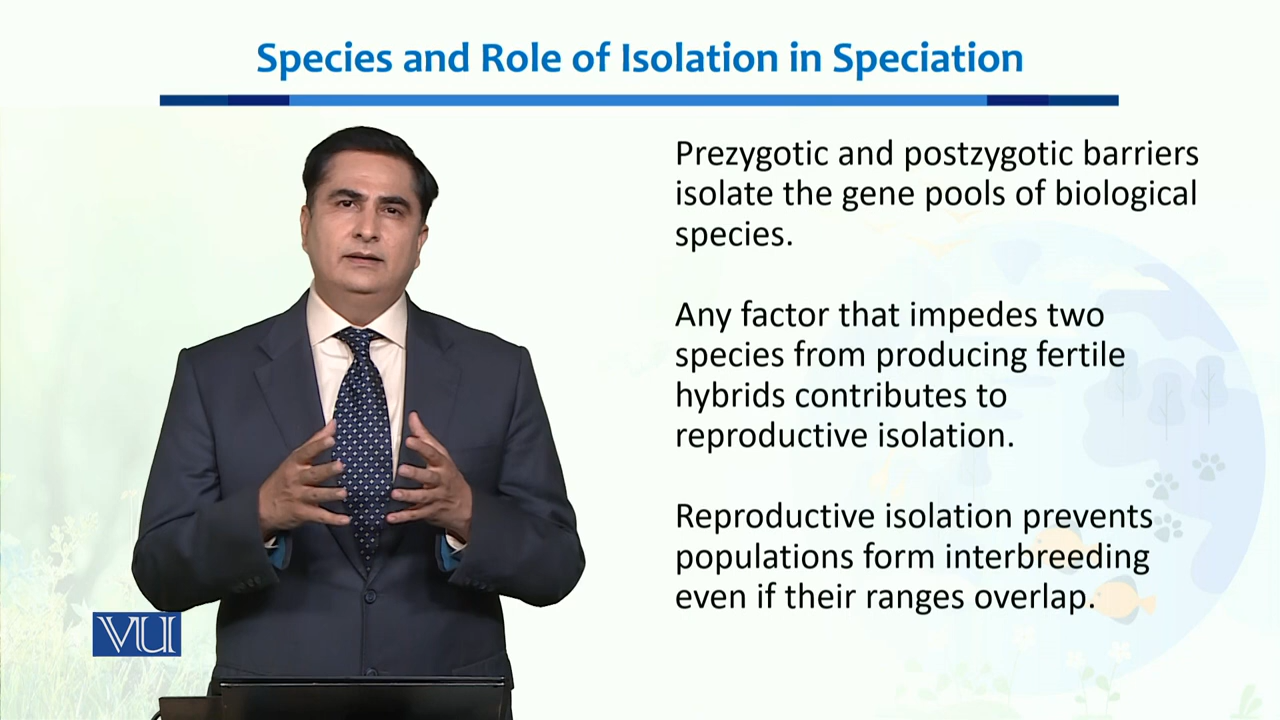 Species and Role of Isolation in Speciation
Prezygotic and postzygotic barriers
isolate the gene pools of biological
species.
Any factor that impedes two
species from producing fertile
hybrids contributes to
reproductive isolation.
Reproductive isolation prevents
populations form interbreeding
even if their ranges overlap.
VU